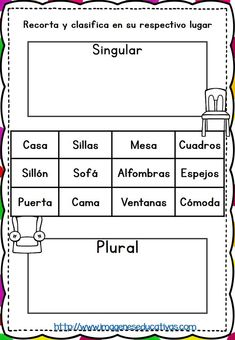 Recorta y clasifica en su respectivo lugar
Singular
Casa Sillas Mesa Cuadros
Sillón Sofá Alfombras Espejos
Puerta Cama Ventanas Cómoda
Plural
http://www.imageneseducativas.com